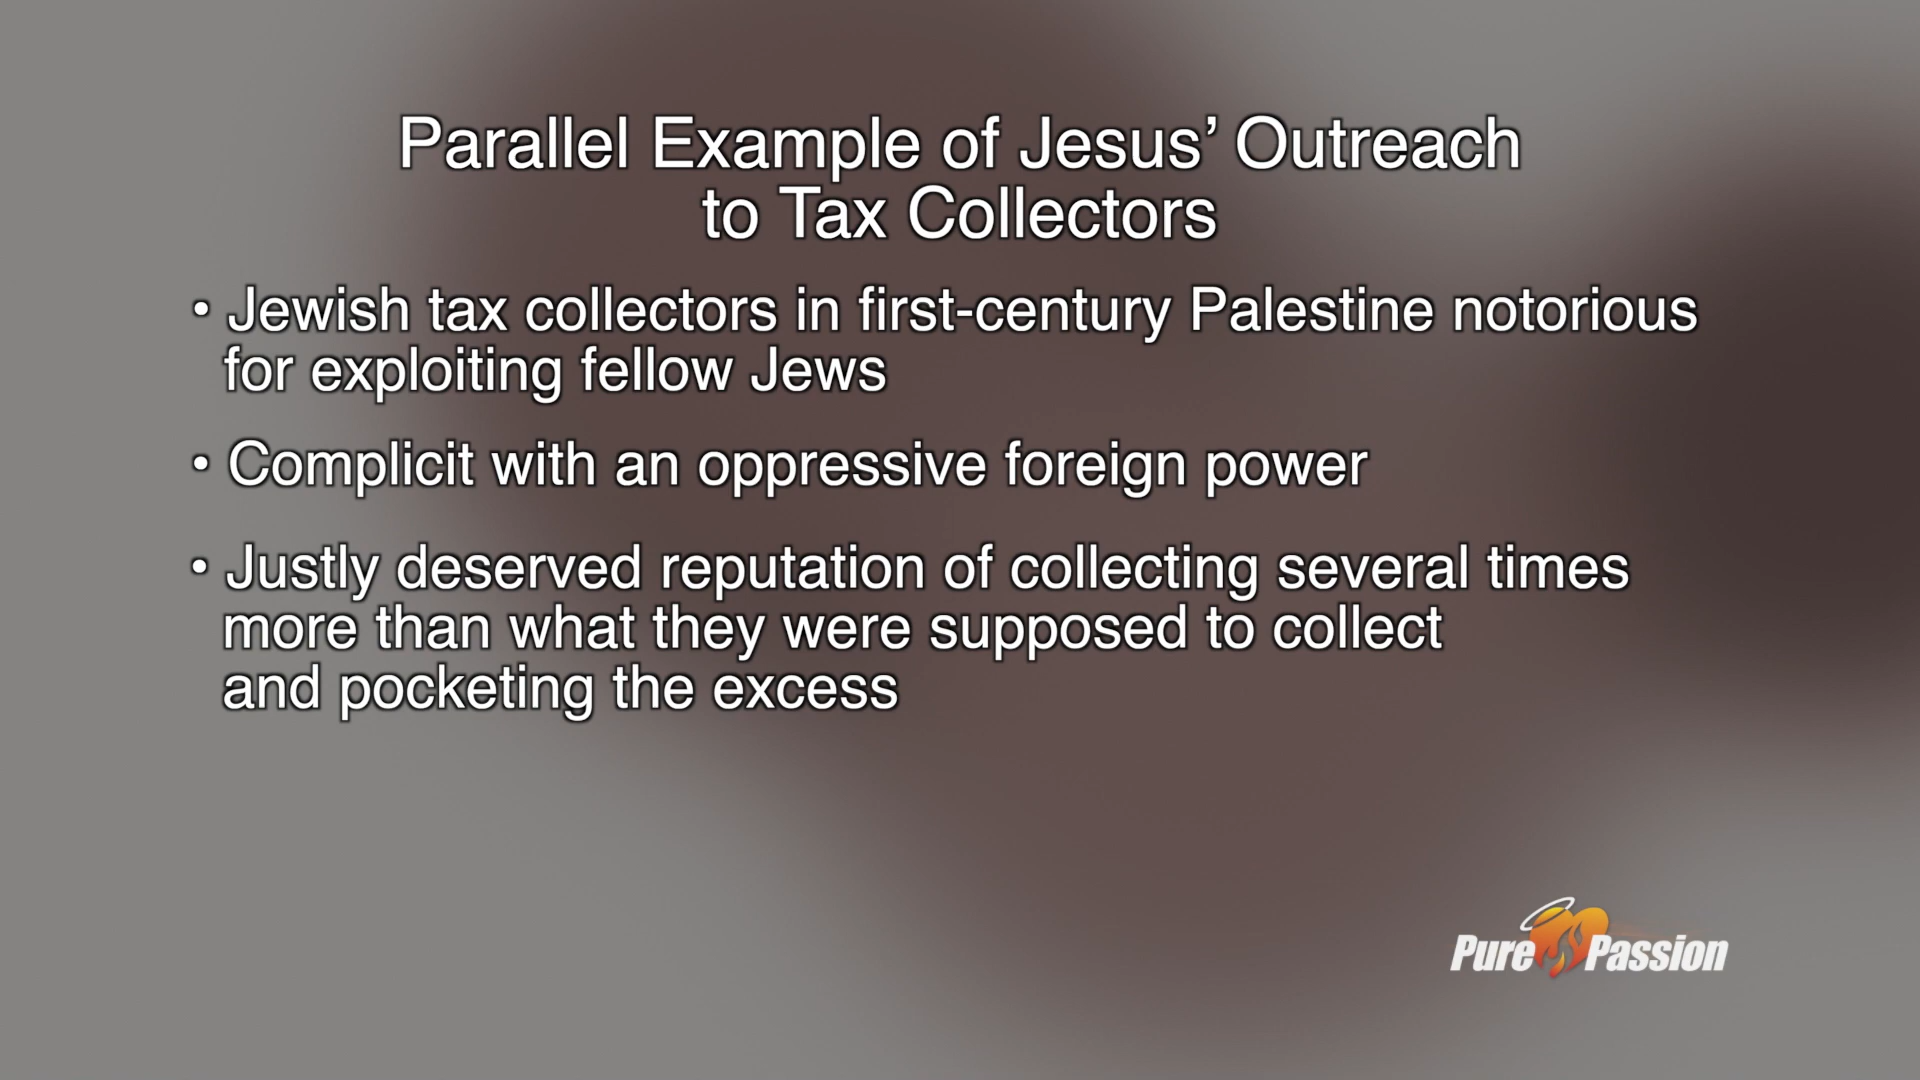 Parallel Example of Jesus’ Outreach
to Tax Collectors
• Jewish tax collectors in first-century Palestine notorious
for exploiting fellow Jews
• Complicit with an oppressive foreign power
• Justly deserved reputation of collecting several times
more than what they were supposed to collect
and pocketing the excess
Pure Passion